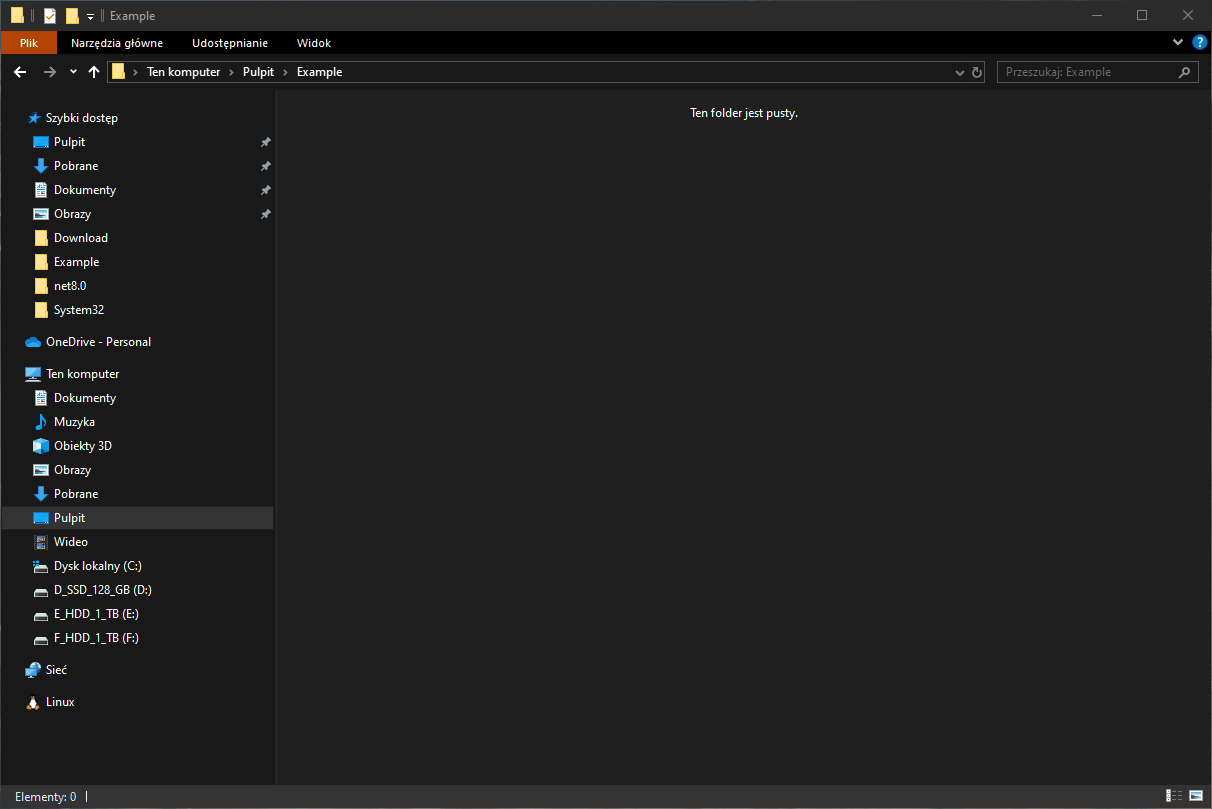 Example
Plik Narzędzia główne Udostępnianie Widok ?
Ten komputer Pulpit Example Przeszukaj: Example
Ten folder jest pusty.
Szybki dostęp
Pulpit
Pobrane
Dokumenty
Obrazy
Download
Example
net8.0
System32
OneDrive - Personal
Ten komputer
Dokumenty
Muzyka
Obiekty 3D
Obrazy
Pobrane
Pulpit
Wideo
Dysk lokalny (C:)
D_SSD_128_GB (D:)
E_HDD_1_TB (E:)
F_HDD_1_TB (F:)
Sieć
Linux
Elementy: 0